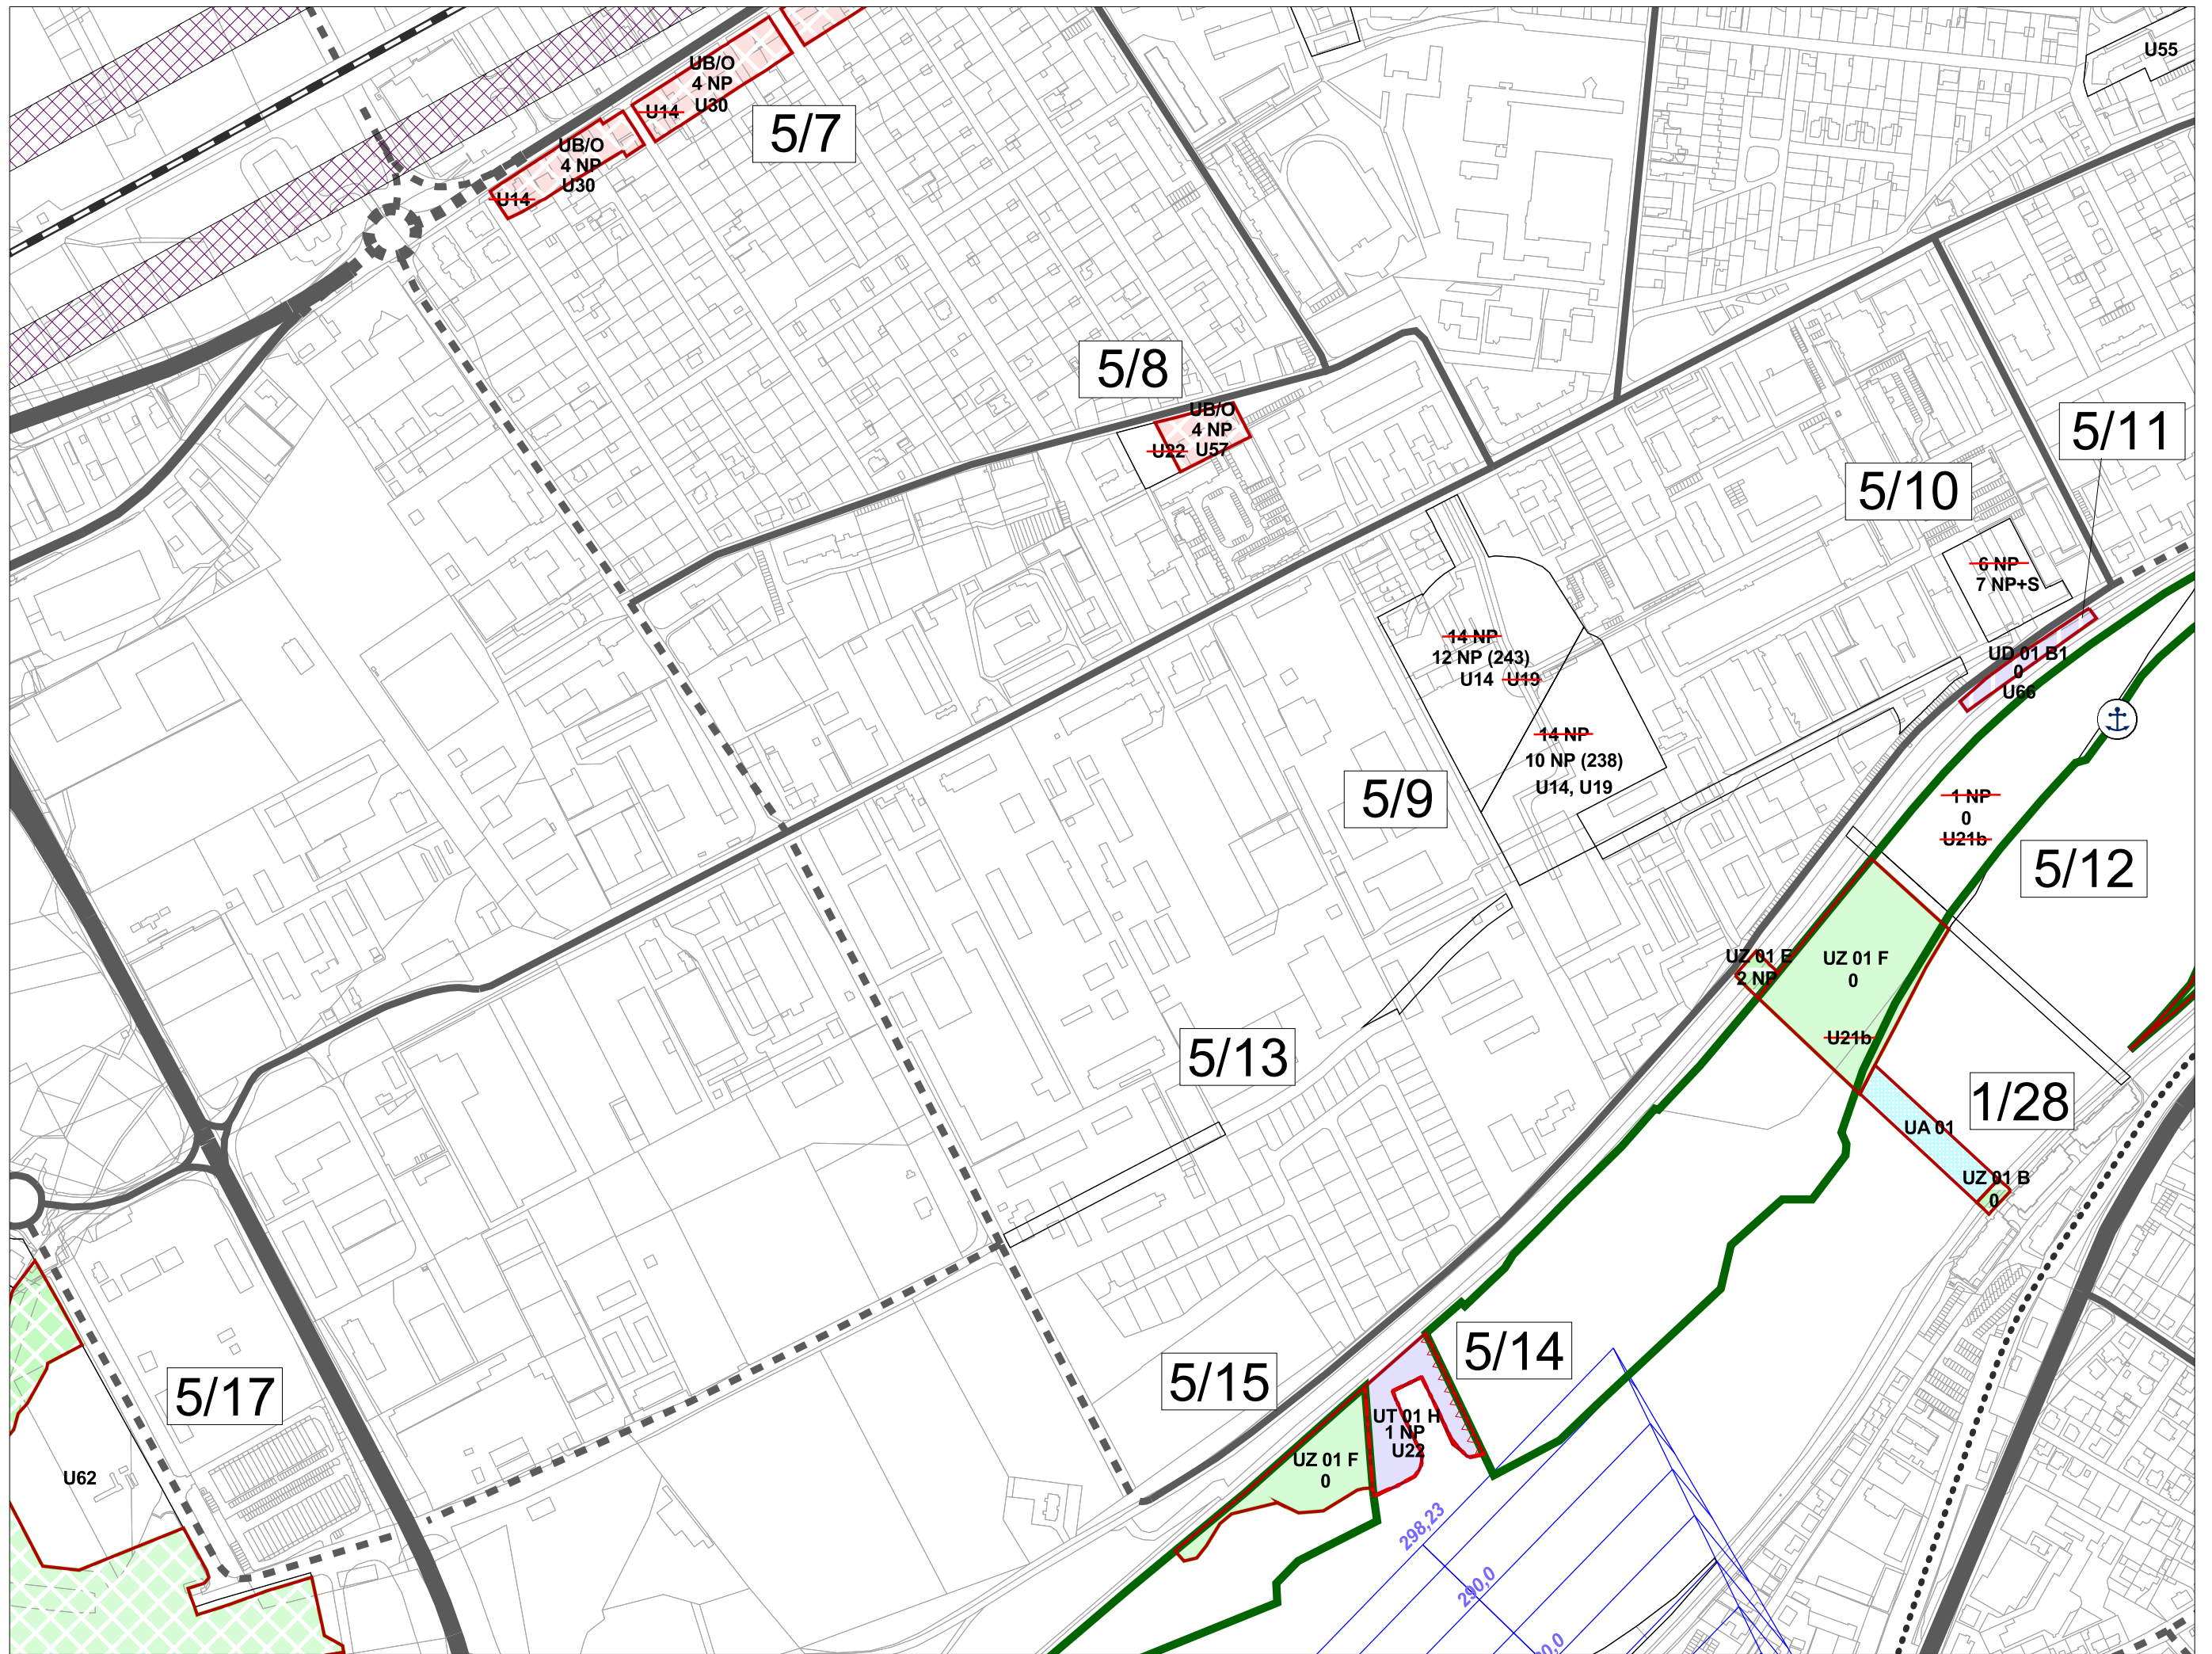 U55
UB/O
4 NP
U14 U30
5/7
UB/O
4 NP
U30
U14
5/8
UB/O
4 NP
U22 U57
5/11
5/10
6 NP
7 NP+S
14 NP
12 NP (243)
U14 U19
UD 01 B1
0
U66
14 NP
10 NP (238)
U14, U19
5/9
1 NP
0
U21b
5/12
UZ 01 E
2 NP
UZ 01 F
0
U21b
5/13
1/28
UA 01
UZ 01 B
0
5/14
5/15
5/17
UT 01 H
1 NP
U22
UZ 01 F
0
U62
298,23
290,0